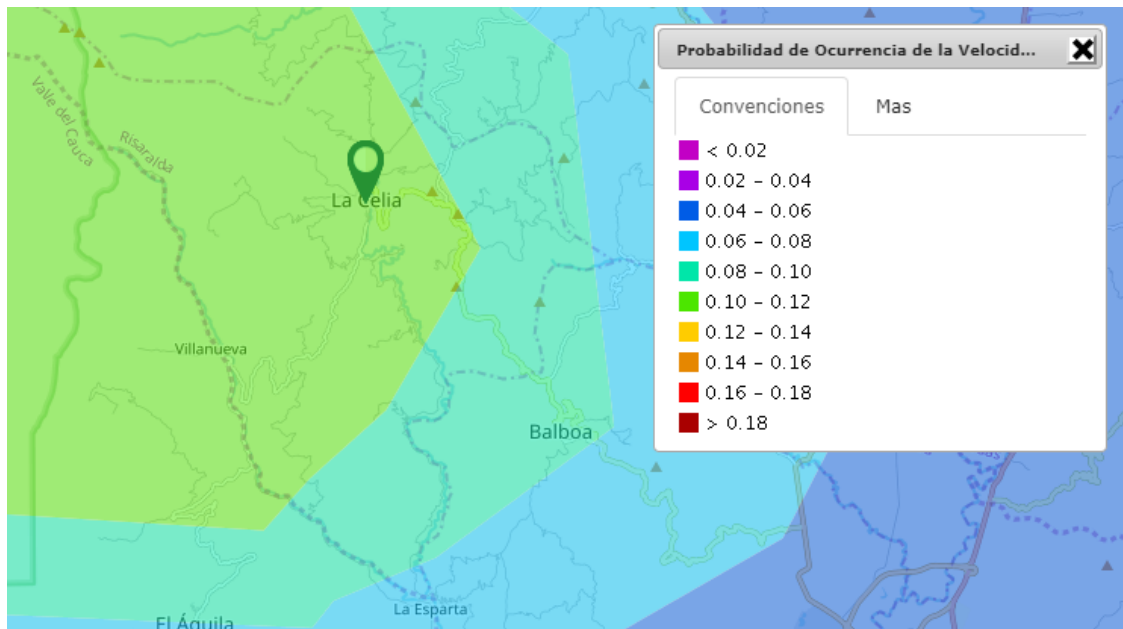 Probabilidad de Ocurrencia de la Velocid...
Convenciones
Mas
< 0.02
0.02 - 0.04
0.04 - 0.06
0.06 - 0.08
0.08 - 0.10
0.10 - 0.12
0.12 - 0.14
0.14 - 0.16
0.16 - 0.18
> 0.18
Valle del Cauca
Risaralda
La Celia
Villanueva
Balboa
La Esparta
El Águila